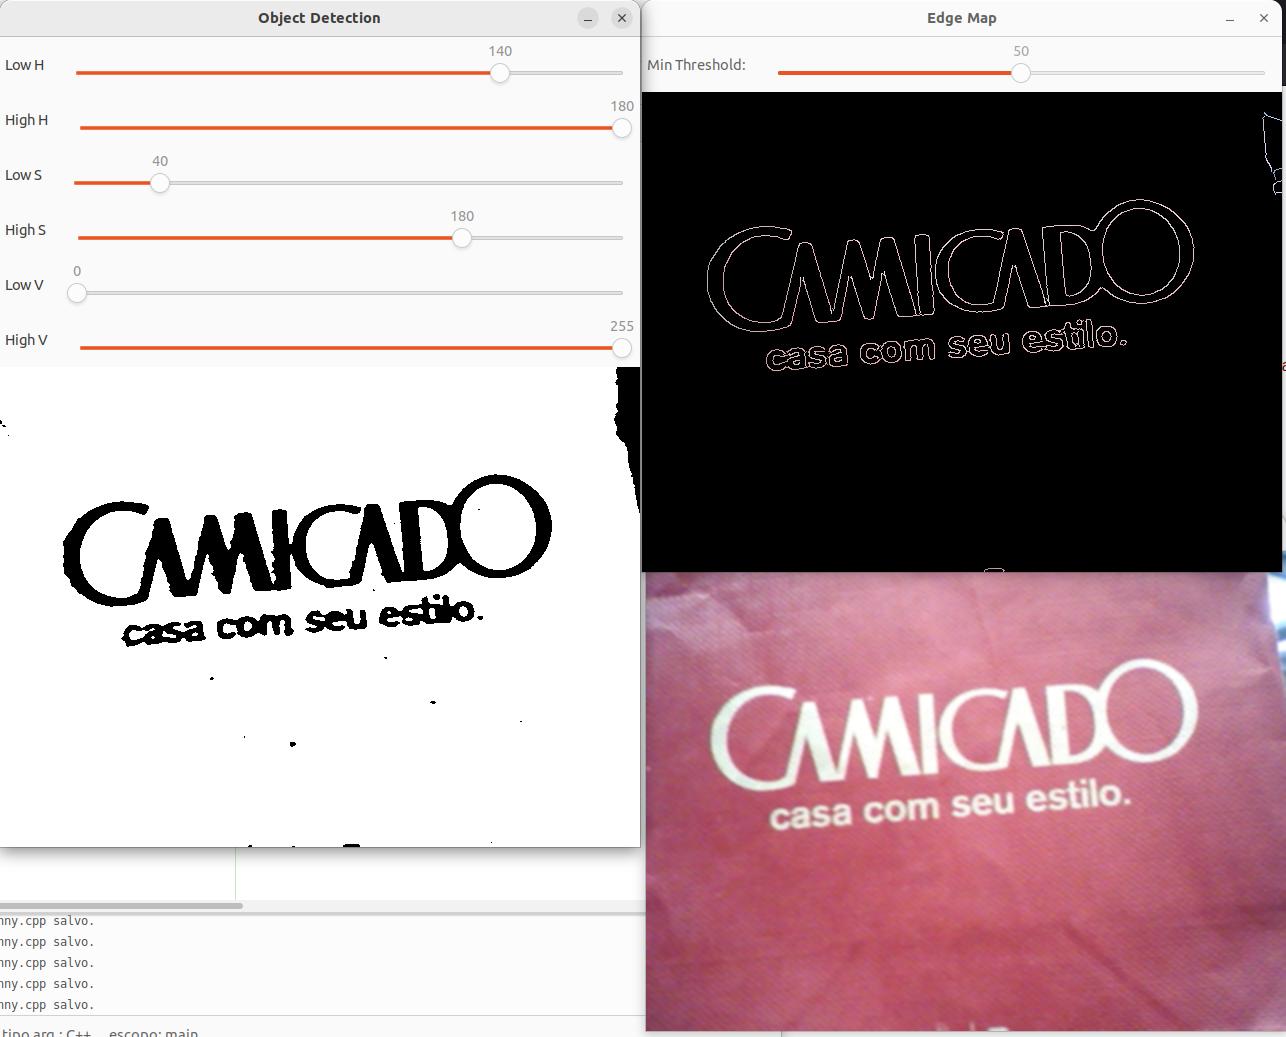 Object Detection
Low H
140
High H
180
Low S
40
High S
180
Low V
0
High V
255
CAMICADO
casa com seu estilo.
nny.cpp salvo.
nny.cpp salvo.
nny.cpp salvo.
nny.cpp salvo.
nny.cpp salvo.
tipo arq.: C++ escopo: main
Edge Map
Min Threshold:
50
CAMICADO
casa com seu estilo.
CAMICADO
casa com seu estilo.